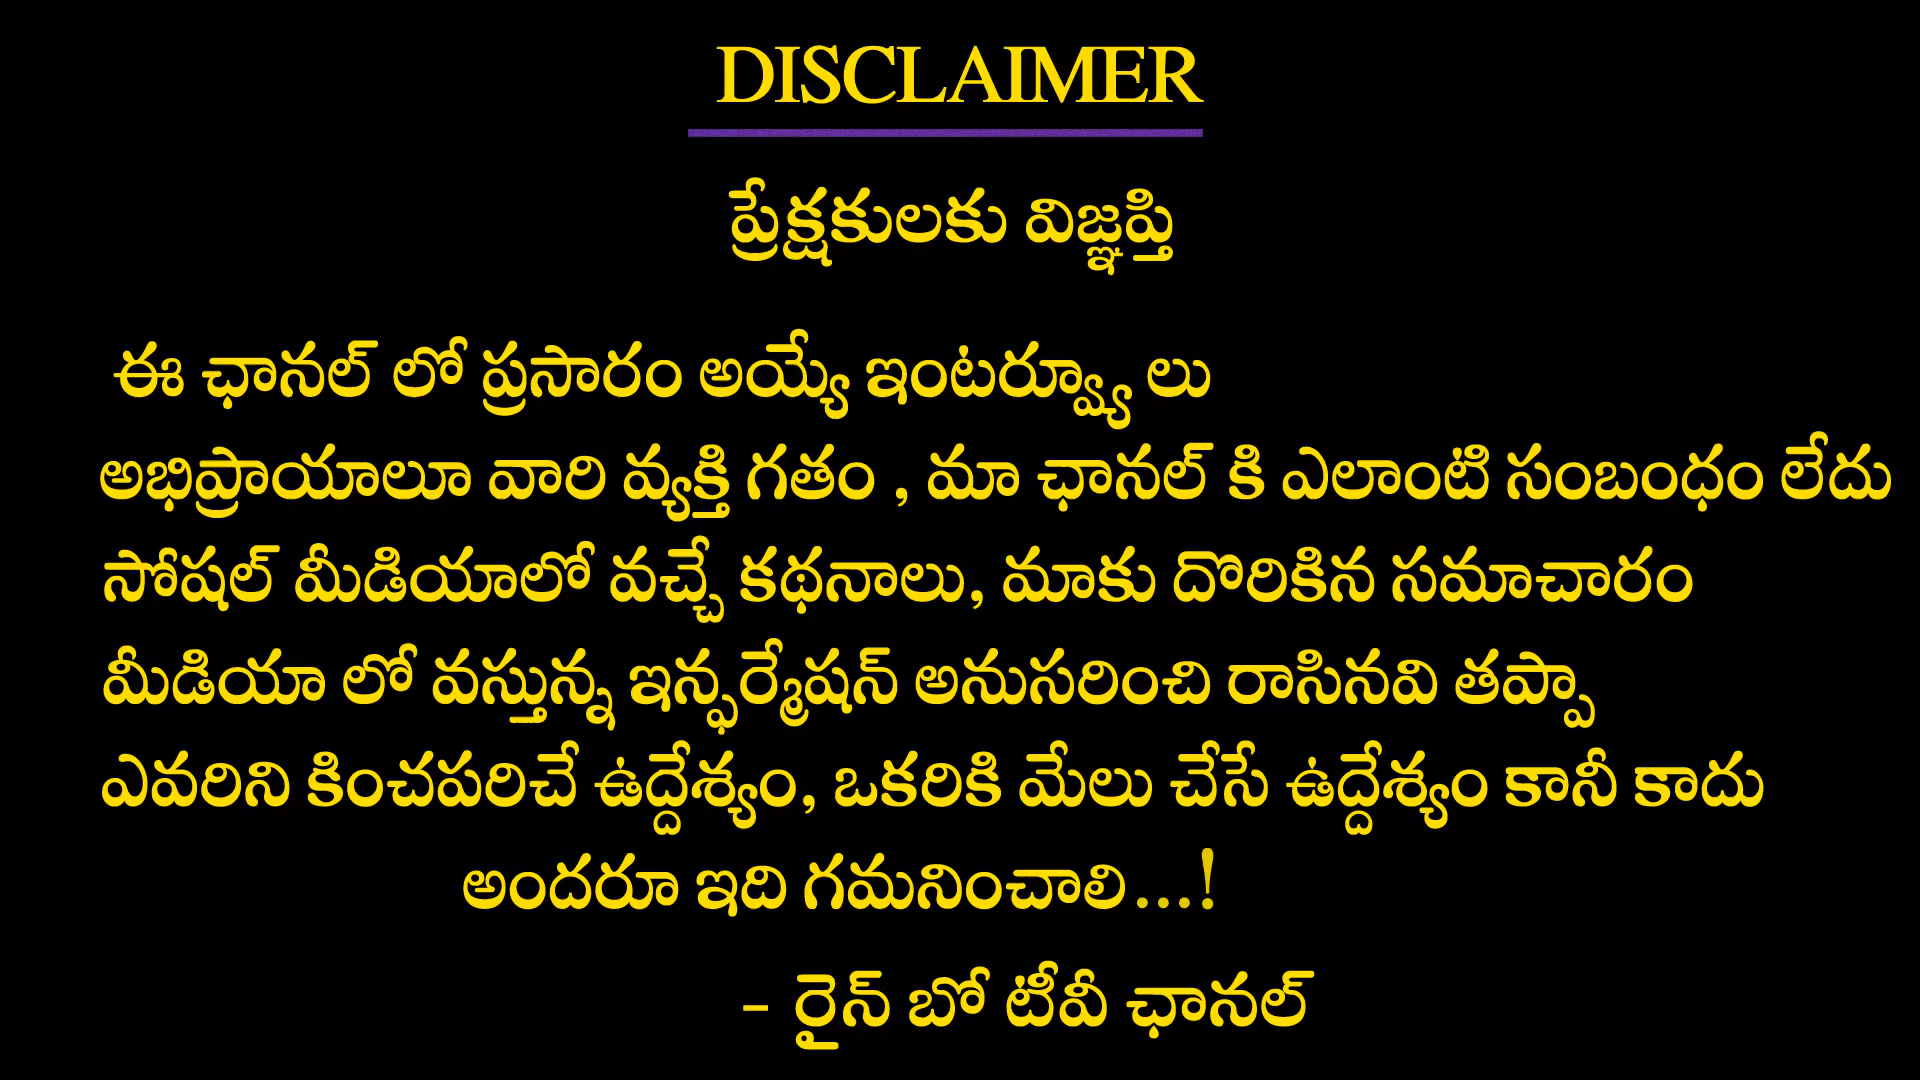 DISCLAIMER
ప్రేక్షకులకు విజ్ఞప్తి
ఈ ఛానల్ లో ప్రసారం అయ్యే ఇంటర్వ్యూ లు
అభిప్రాయాలూ వారి వ్యక్తి గతం , మా ఛానల్ కి ఎలాంటి సంబంధం లేదు
సోషల్ మీడియాలో వచ్చే కథనాలు, మాకు దొరికిన సమాచారం
మీడియా లో వస్తున్న ఇన్ఫర్మేషన్ అనుసరించి రాసినవి తప్పా
ఎవరిని కించపరిచే ఉద్దేశ్యం, ఒకరికి మేలు చేసే ఉద్దేశ్యం కానీ కాదు
అందరూ ఇది గమనించాలి...!
- రైన్ బో టీవీ ఛానల్